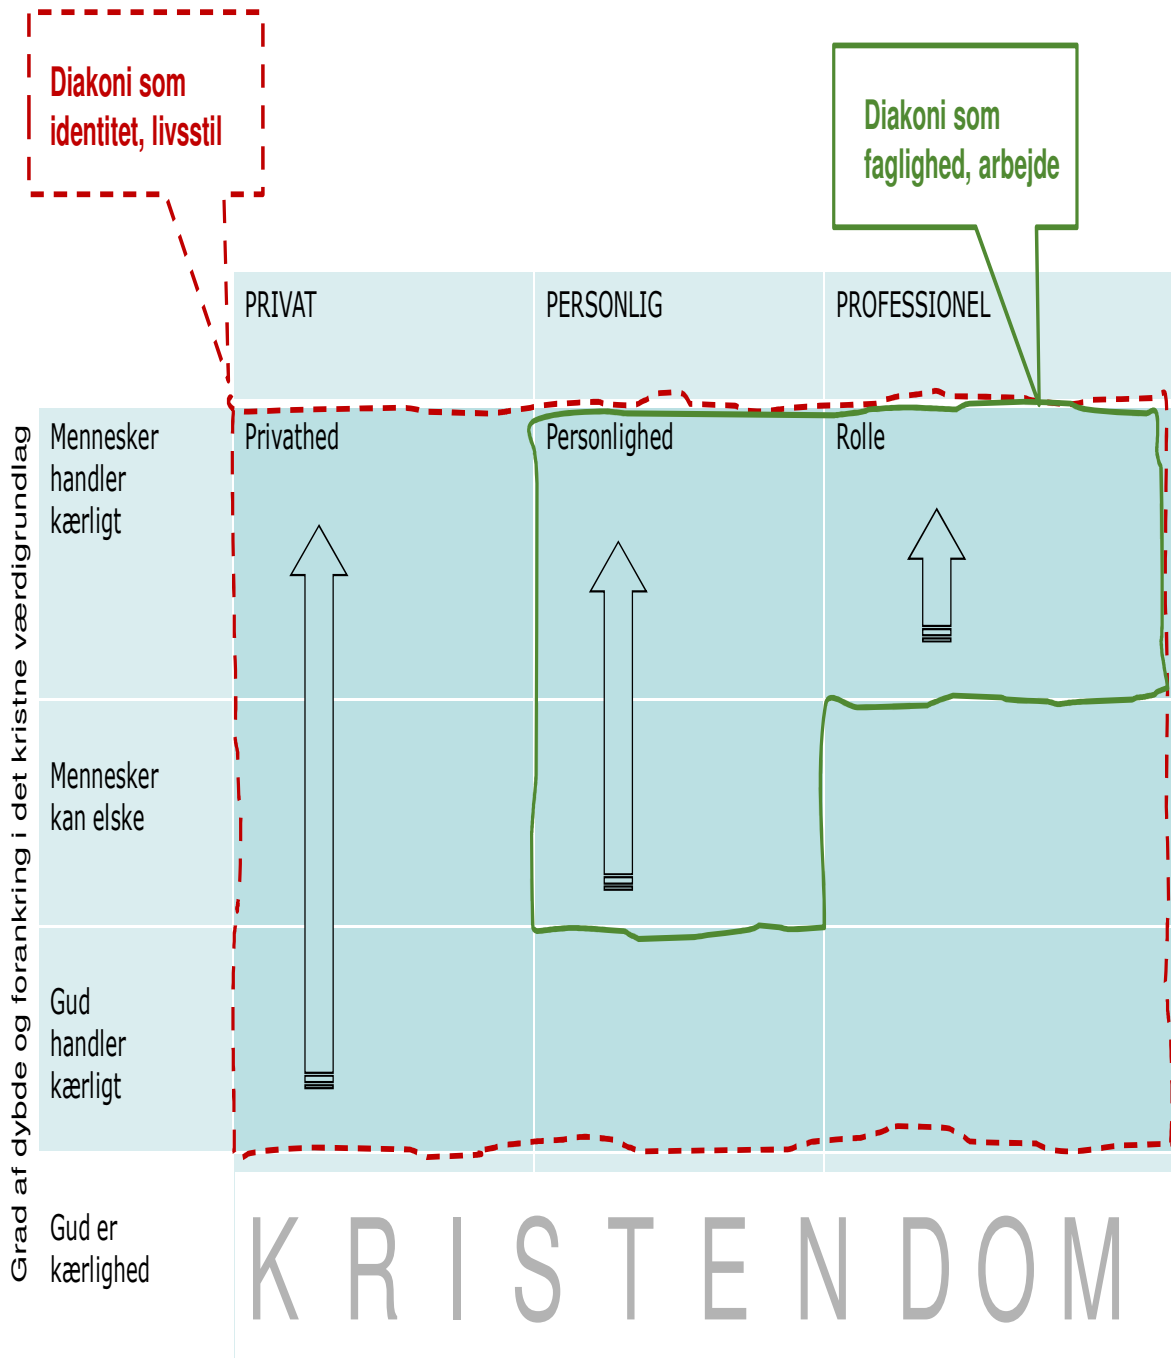 Diakoni som
identitet, livsstil
Diakoni som
faglighed, arbejde
PRIVAT
PERSONLIG
PROFESSIONEL
Grad af dybde og forankring i det kristne værdigrundlag
Mennesker
handler
kærligt
Privathed
Personlighed
Rolle
Mennesker
kan elske
Gud
handler
kærligt
Gud er
kærlighed
KRISTENDOM